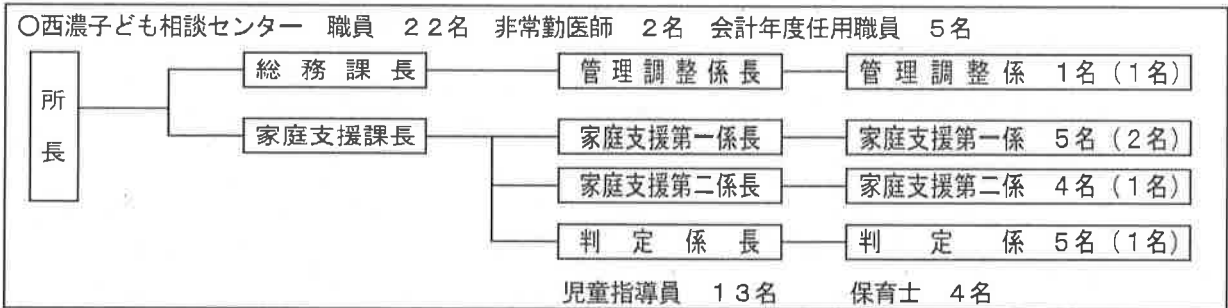 〇西濃子ども相談センター 職員 22名 非常勤医師 2名 会計年度任用職員 5名
所長
総務課長 管理調整係長 管理調整係 1名(1名)
家庭支援課長 家庭支援第一係長 家庭支援第一係 5名(2名)
家庭支援第二係長 家庭支援第二係 4名(1名)
判定係長 判定係 5名(1名)
児童指導員 13名 保育士 4名